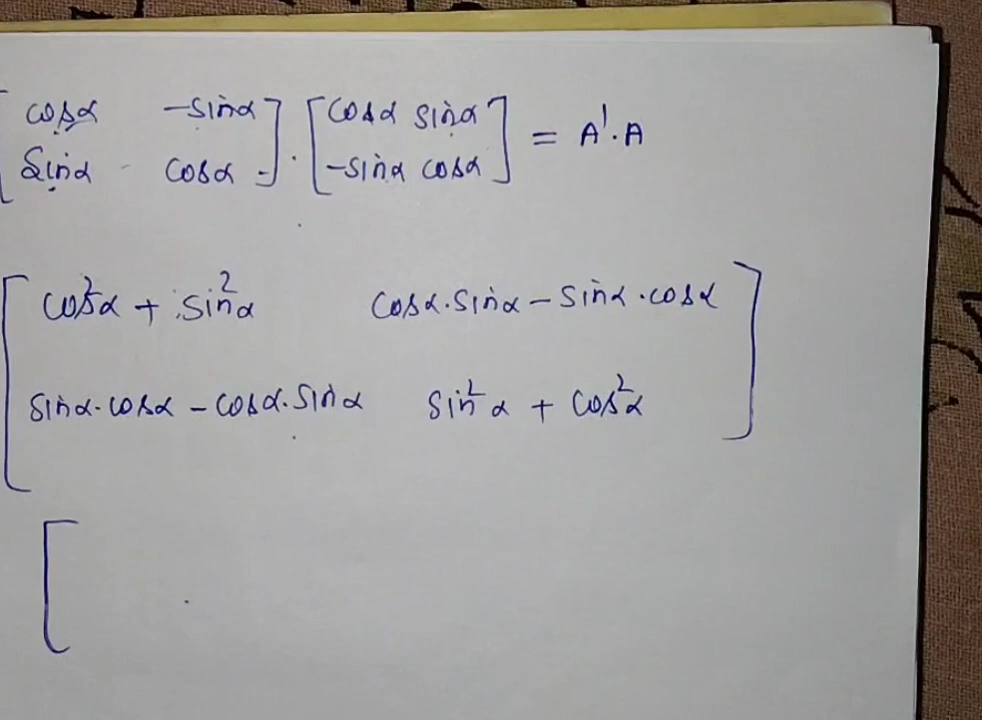 [cosα -sinα] . [cosα sinα] = A'.A
[sinα cosα] [-sinα cosα]
[cos²α + sin²α cosα.sinα - sinα.cosα]
[sinα.cosα - cosα.sinα sin²α + cos²α]
[